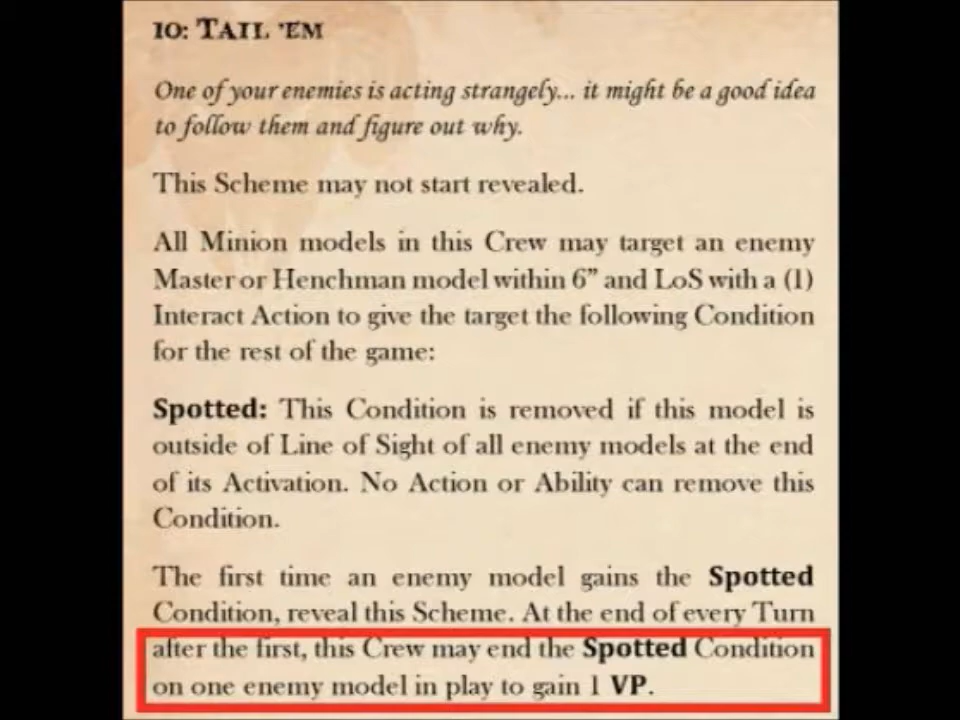 10: TAIL 'EM
One of your enemies is acting strangely... it might be a good idea
to follow them and figure out why.
This Scheme may not start revealed.
All Minion models in this Crew may target an enemy
Master or Henchman model within 6” and LoS with a (1)
Interact Action to give the target the following Condition
for the rest of the game:
Spotted: This Condition is removed if this model is
outside of Line of Sight of all enemy models at the end
of its Activation. No Action or Ability can remove this
Condition.
The first time an enemy model gains the Spotted
Condition, reveal this Scheme. At the end of every Turn
after the first, this Crew may end the Spotted Condition
on one enemy model in play to gain 1 VP.